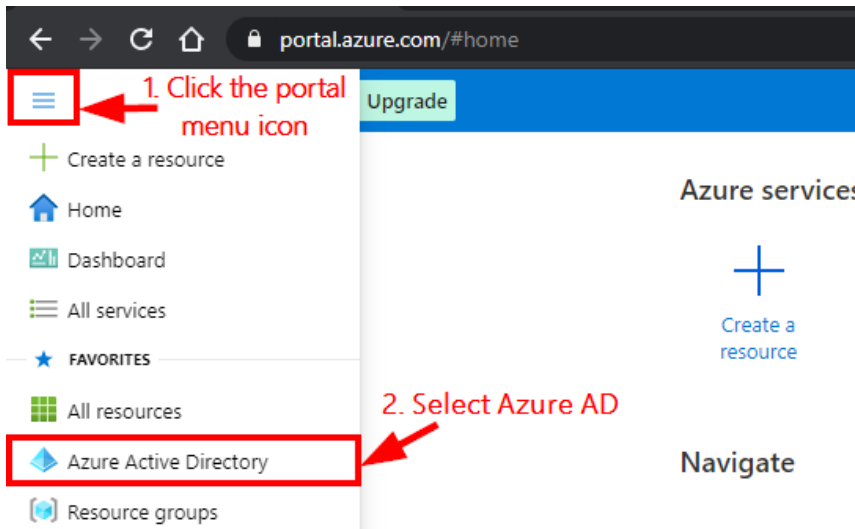 portal.azure.com/#home
1. Click the portal
menu icon
Upgrade
Create a resource
Home
Dashboard
All services
FAVORITES
All resources
Azure Active Directory
Resource groups
2. Select Azure AD
Azure services
Create a
resource
Navigate